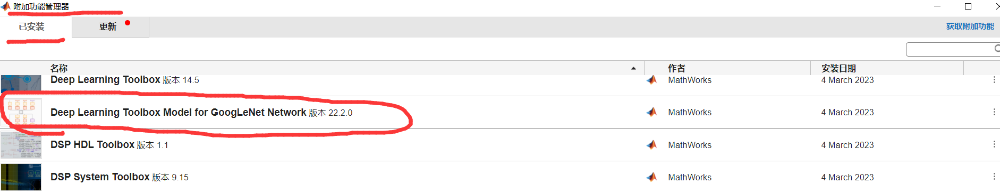 附加功能管理器
已安装 更新 获取附加功能
名称 作者 安装日期
Deep Learning Toolbox 版本 14.5 MathWorks 4 March 2023
Deep Learning Toolbox Model for GoogLeNet Network 版本 22.2.0 MathWorks 4 March 2023
DSP HDL Toolbox 版本 1.1 MathWorks 4 March 2023
DSP System Toolbox 版本 9.15 MathWorks 4 March 2023